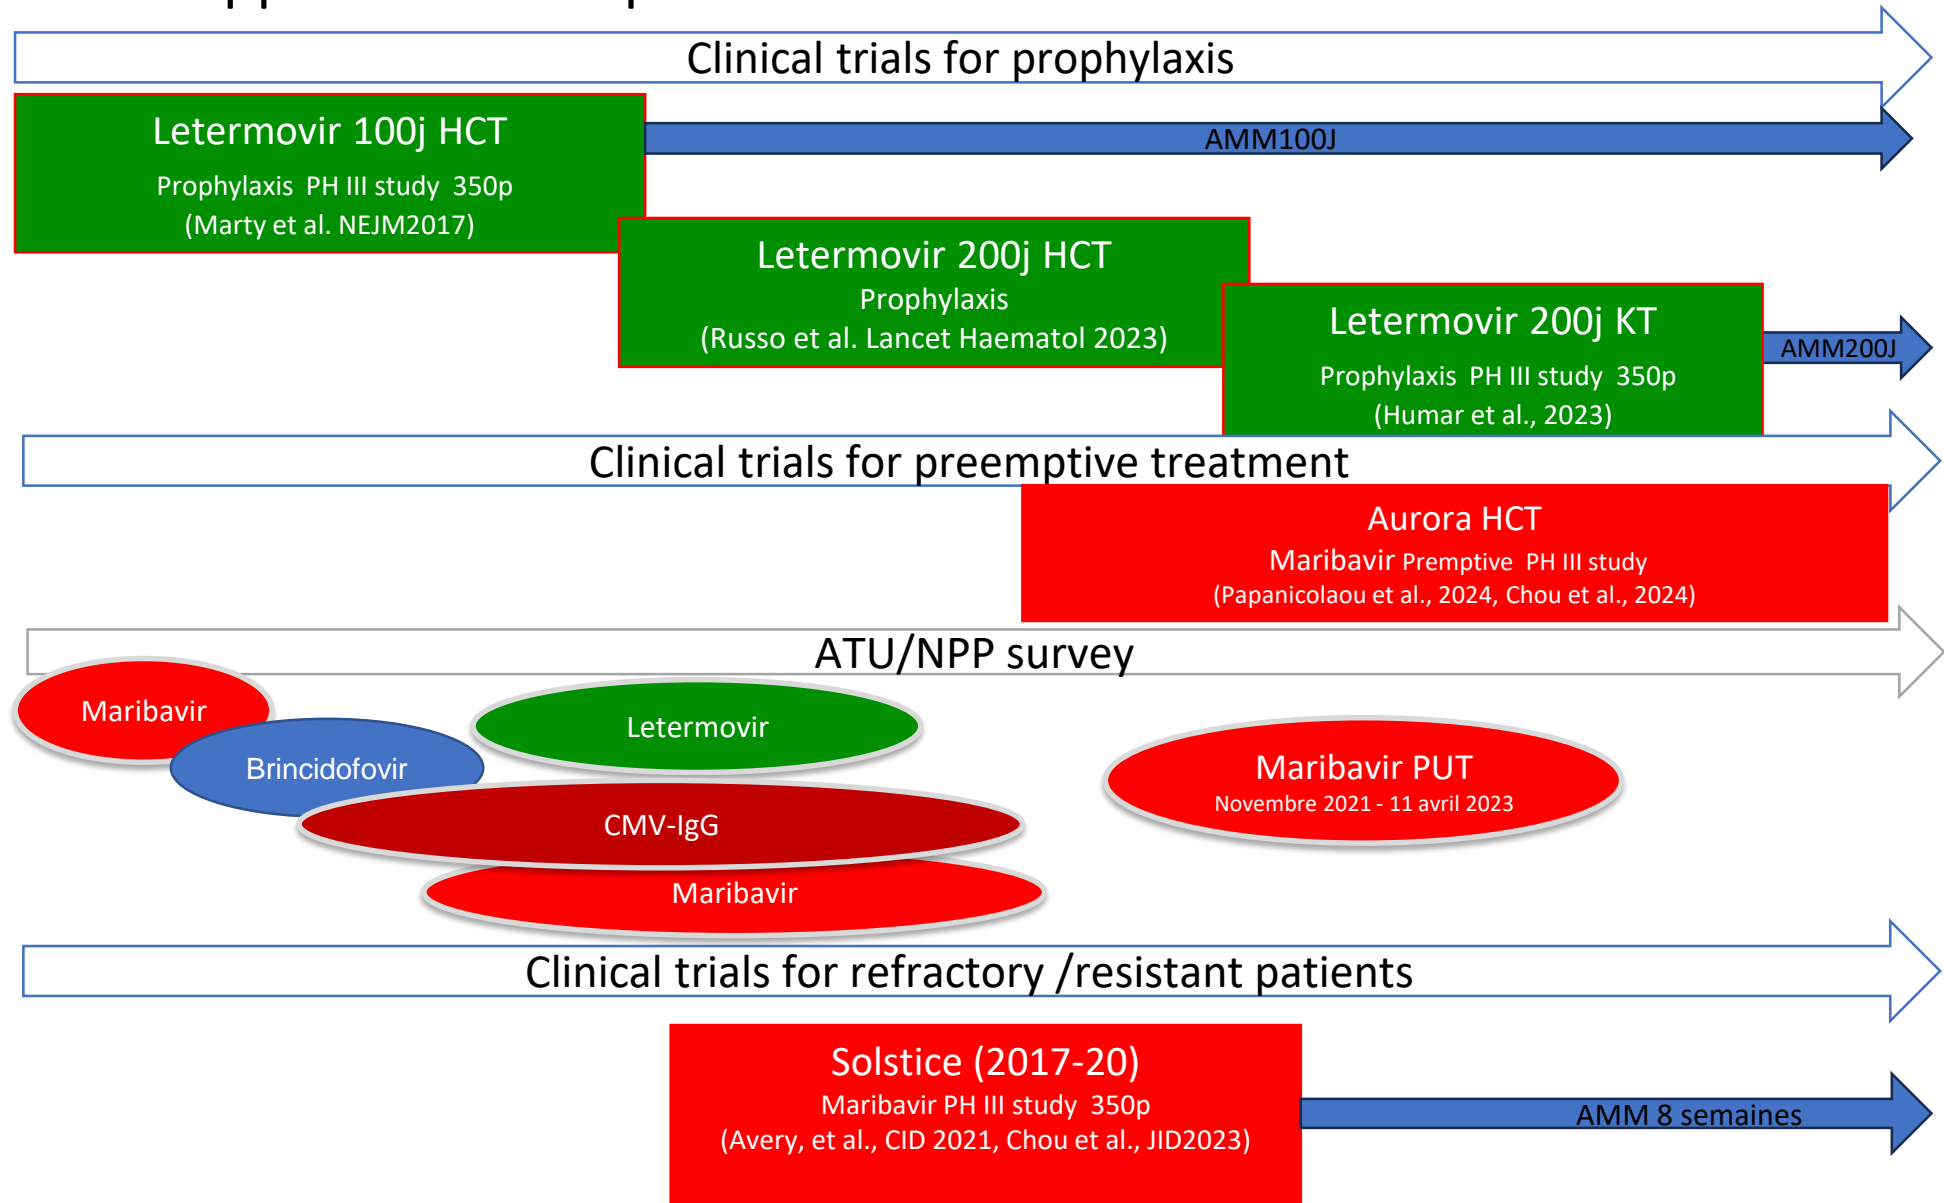 Clinical trials for prophylaxis
Letermovir 100j HCT
Prophylaxis PH III study 350p
(Marty et al. NEJM2017)
AMM100J
Letermovir 200j HCT
Prophylaxis
(Russo et al. Lancet Haematol 2023)
Letermovir 200j KT
Prophylaxis PH III study 350p
(Humar et al., 2023)
AMM200J
Clinical trials for preemptive treatment
Aurora HCT
Maribavir Premptive PH III study
(Papanicolaou et al., 2024, Chou et al., 2024)
ATU/NPP survey
Maribavir
Brincidofovir
Letermovir
CMV-IgG
Maribavir
Maribavir PUT
Novembre 2021 - 11 avril 2023
Clinical trials for refractory /resistant patients
Solstice (2017-20)
Maribavir PH III study 350p
(Avery, et al., CID 2021, Chou et al., JID2023)
AMM 8 semaines